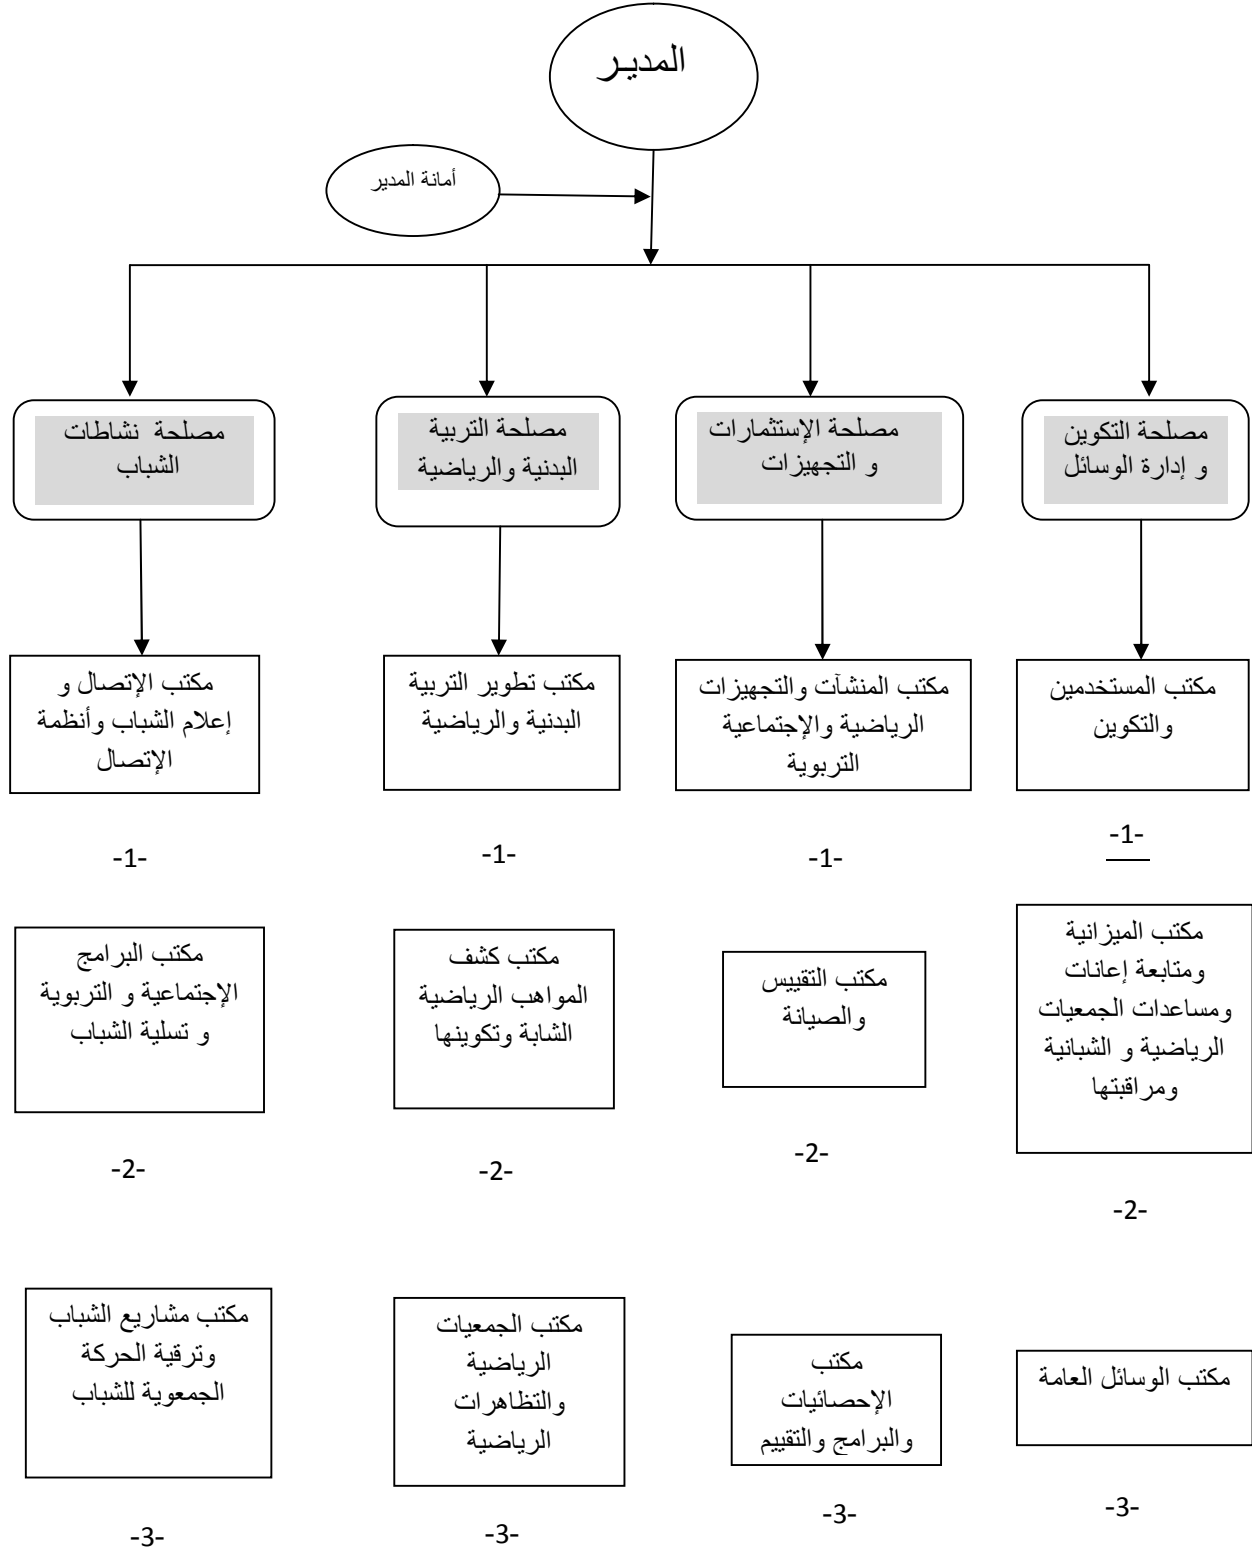 المديـر
أمانة المدير
مصلحة التكوين
و إدارة الوسائل
مصلحة الإستثمارات
و التجهيزات
مصلحة التربية
البدنية والرياضية
مصلحة نشاطات
الشباب
مكتب المستخدمين
والتكوين
مكتب المنشآت والتجهيزات
الرياضية والإجتماعية
التربوية
مكتب تطوير التربية
البدنية والرياضية
مكتب الإتصال و
إعلام الشباب وأنظمة
الإتصال
-1-
-1-
-1-
-1-
مكتب الميزانية
ومتابعة إعانات
ومساعدات الجمعيات
الرياضية و الشبانية
ومراقبتها
مكتب التقييس
والصيانة
مكتب كشف
المواهب الرياضية
الشابة وتكوينها
مكتب البرامج
الإجتماعية و التربوية
و تسلية الشباب
-2-
-2-
-2-
-2-
مكتب الوسائل العامة
مكتب
الإحصائيات
والبرامج والتقييم
مكتب الجمعيات
الرياضية
والتظاهرات
الرياضية
مكتب مشاريع الشباب
وترقية الحركة
الجمعوية للشباب
-3-
-3-
-3-
-3-